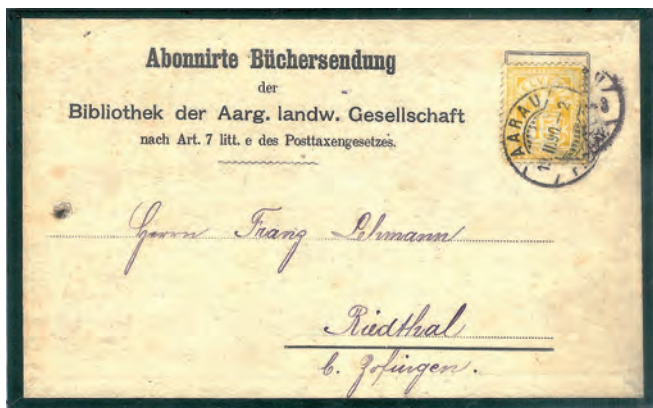 Abonnirte Büchersendung
der
Bibliothek der Aarg. landw. Gesellschaft
nach Art. 7 litt. e des Posttaxengesetzes.
AARAU
Herrn Franz Lehmann
Riedthal
b. Zofingen.